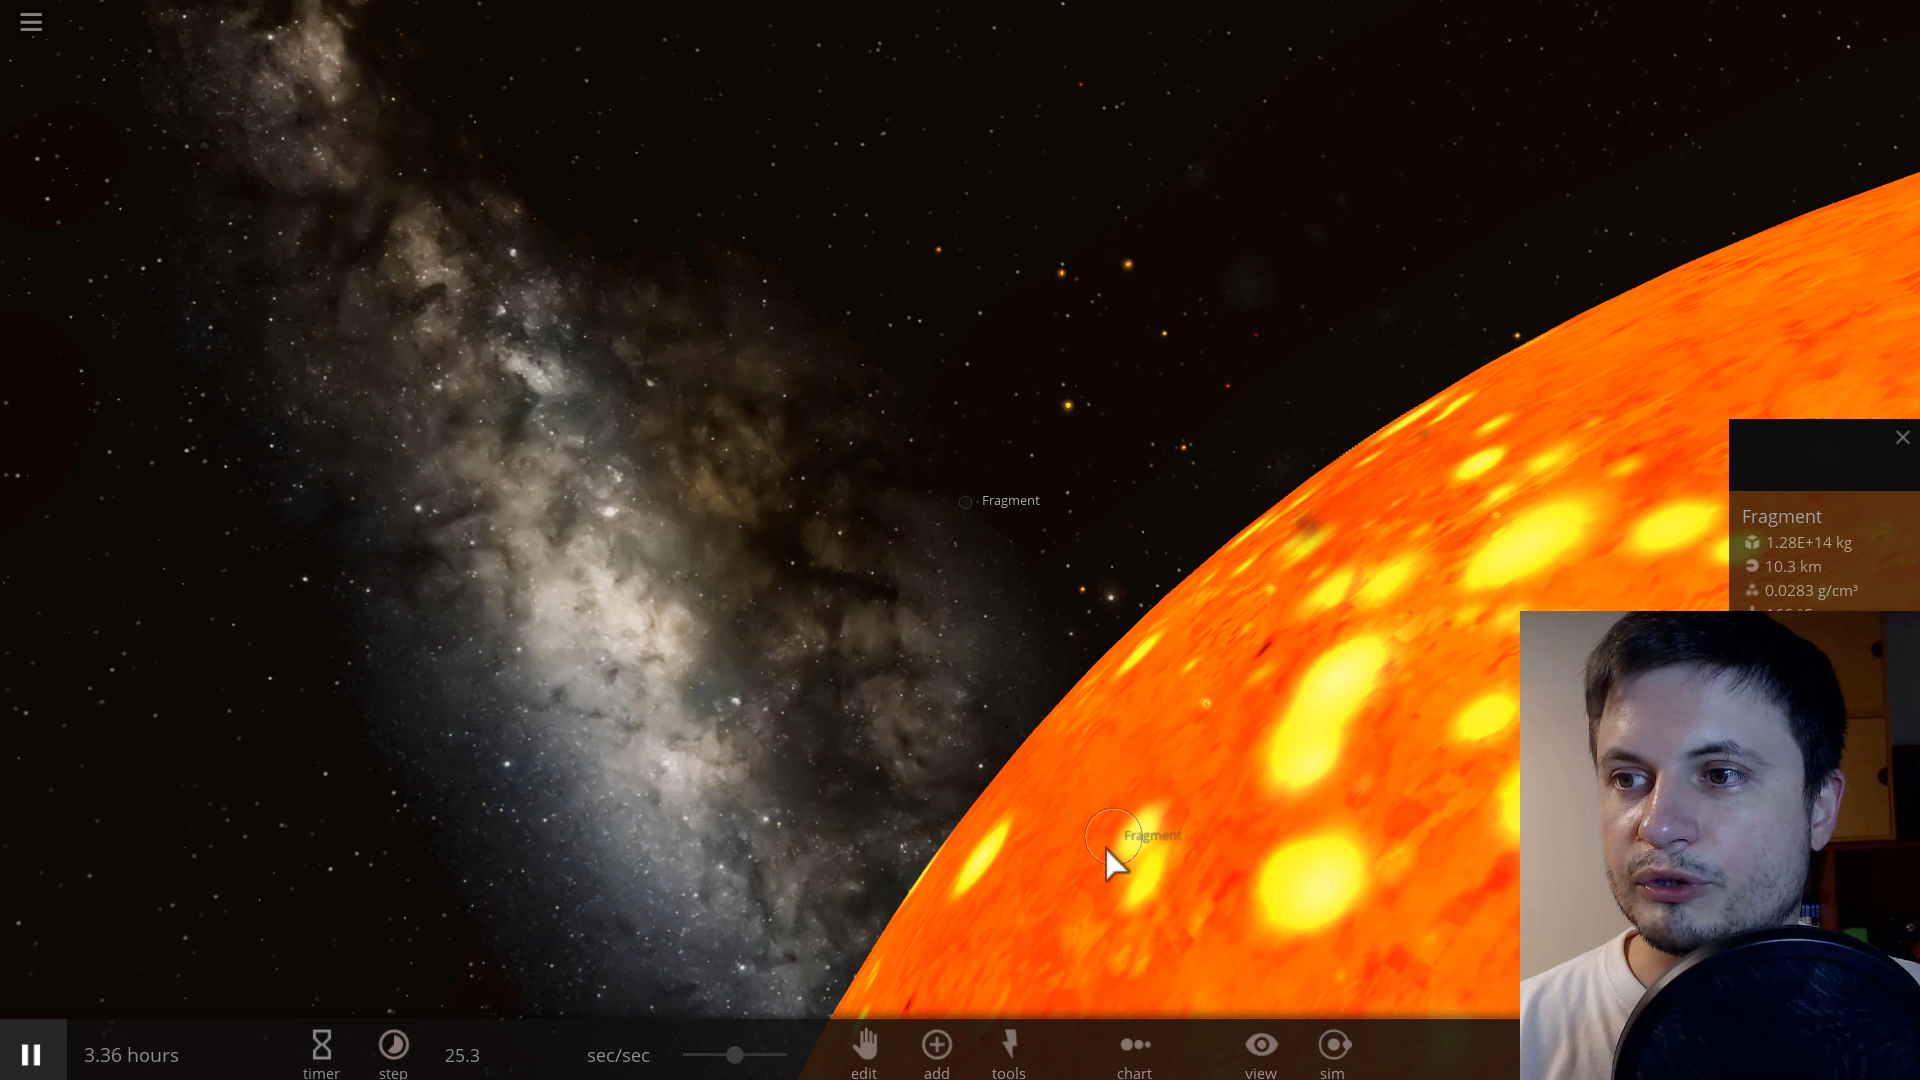 Fragment
Fragment
1.28E+14 kg
10.3 km
0.0283 g/cm³
Fragment
3.36 hours
timer
step
25.3
sec/sec
edit
add
tools
chart
view
sim